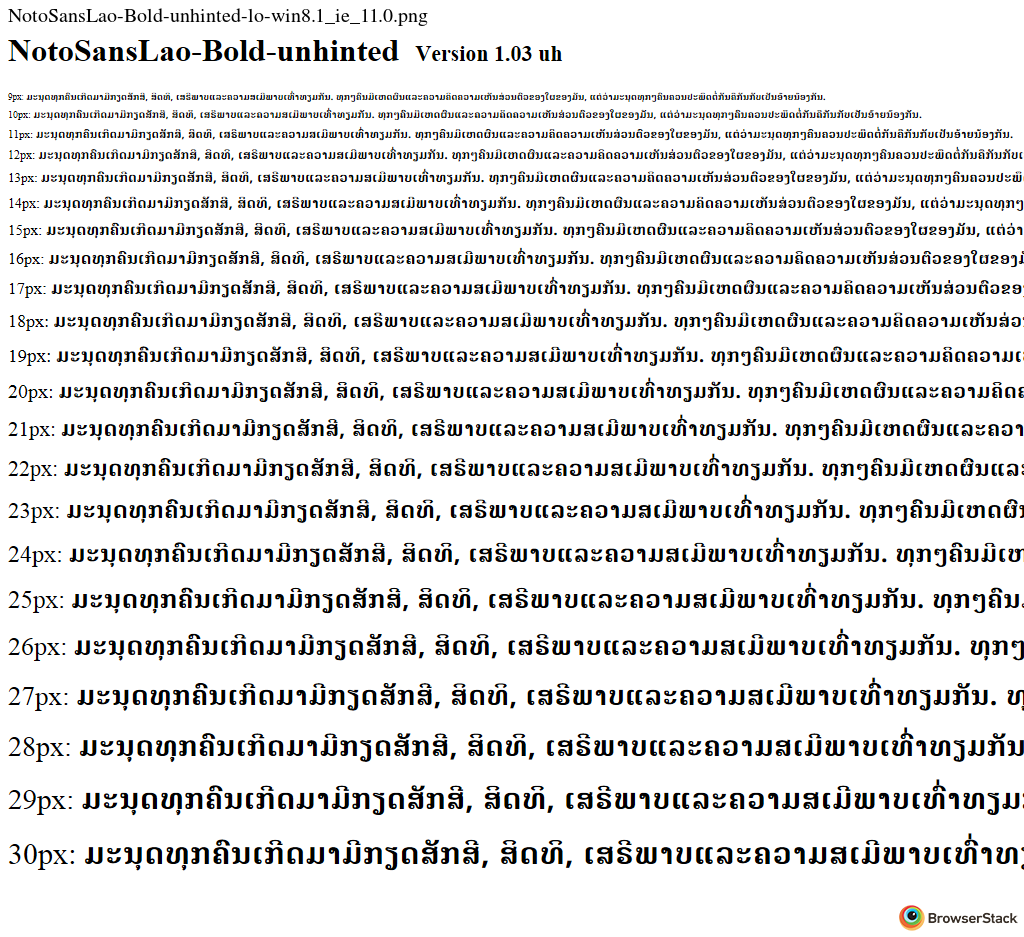 NotoSansLao-Bold-unhinted-lo-win8.1_ie_11.0.png
NotoSansLao-Bold-unhinted Version 1.03 uh
9px: ມະນຸດທຸກຄົນເກີດມາມີກຽດສັກສີ, ສິດທິ, ເສຣີພາບແລະຄວາມສເມີພາບເທົ່າທຽມກັນ. ທຸກໆຄົນມີເຫດຜົນແລະຄວາມຄິດຄວາມເຫັນສ່ວນຕົວຂອງໃຜຂອງມັນ, ແຕ່ວ່າມະນຸດທຸກໆຄົນຄວນປະພຶດຕໍ່ກັນຄືກັນກັບເປັນອ້າຍນ້ອງກັນ.
10px: ມະນຸດທຸກຄົນເກີດມາມີກຽດສັກສີ, ສິດທິ, ເສຣີພາບແລະຄວາມສເມີພາບເທົ່າທຽມກັນ. ທຸກໆຄົນມີເຫດຜົນແລະຄວາມຄິດຄວາມເຫັນສ່ວນຕົວຂອງໃຜຂອງມັນ, ແຕ່ວ່າມະນຸດທຸກໆຄົນຄວນປະພຶດຕໍ່ກັນຄືກັນກັບເປັນອ້າຍນ້ອງກັນ.
11px: ມະນຸດທຸກຄົນເກີດມາມີກຽດສັກສີ, ສິດທິ, ເສຣີພາບແລະຄວາມສເມີພາບເທົ່າທຽມກັນ. ທຸກໆຄົນມີເຫດຜົນແລະຄວາມຄິດຄວາມເຫັນສ່ວນຕົວຂອງໃຜຂອງມັນ, ແຕ່ວ່າມະນຸດທຸກໆຄົນຄວນປະພຶດຕໍ່ກັນຄືກັນກັບເປັນອ້າຍນ້ອງກັນ.
12px: ມະນຸດທຸກຄົນເກີດມາມີກຽດສັກສີ, ສິດທິ, ເສຣີພາບແລະຄວາມສເມີພາບເທົ່າທຽມກັນ. ທຸກໆຄົນມີເຫດຜົນແລະຄວາມຄິດຄວາມເຫັນສ່ວນຕົວຂອງໃຜຂອງມັນ, ແຕ່ວ່າມະນຸດທຸກໆຄົນຄວນປະພຶດຕໍ່ກັນຄືກັນກັບເ
13px: ມະນຸດທຸກຄົນເກີດມາມີກຽດສັກສີ, ສິດທິ, ເສຣີພາບແລະຄວາມສເມີພາບເທົ່າທຽມກັນ. ທຸກໆຄົນມີເຫດຜົນແລະຄວາມຄິດຄວາມເຫັນສ່ວນຕົວຂອງໃຜຂອງມັນ, ແຕ່ວ່າມະນຸດທຸກໆຄົນຄວນປະພຶ
14px: ມະນຸດທຸກຄົນເກີດມາມີກຽດສັກສີ, ສິດທິ, ເສຣີພາບແລະຄວາມສເມີພາບເທົ່າທຽມກັນ. ທຸກໆຄົນມີເຫດຜົນແລະຄວາມຄິດຄວາມເຫັນສ່ວນຕົວຂອງໃຜຂອງມັນ, ແຕ່ວ່າມະນຸດທຸກໆ
15px: ມະນຸດທຸກຄົນເກີດມາມີກຽດສັກສີ, ສິດທິ, ເສຣີພາບແລະຄວາມສເມີພາບເທົ່າທຽມກັນ. ທຸກໆຄົນມີເຫດຜົນແລະຄວາມຄິດຄວາມເຫັນສ່ວນຕົວຂອງໃຜຂອງມັນ, ແຕ່ວ່າ
16px: ມະນຸດທຸກຄົນເກີດມາມີກຽດສັກສີ, ສິດທິ, ເສຣີພາບແລະຄວາມສເມີພາບເທົ່າທຽມກັນ. ທຸກໆຄົນມີເຫດຜົນແລະຄວາມຄິດຄວາມເຫັນສ່ວນຕົວຂອງໃຜຂອງມັ
17px: ມະນຸດທຸກຄົນເກີດມາມີກຽດສັກສີ, ສິດທິ, ເສຣີພາບແລະຄວາມສເມີພາບເທົ່າທຽມກັນ. ທຸກໆຄົນມີເຫດຜົນແລະຄວາມຄິດຄວາມເຫັນສ່ວນຕົວຂອ
18px: ມະນຸດທຸກຄົນເກີດມາມີກຽດສັກສີ, ສິດທິ, ເສຣີພາບແລະຄວາມສເມີພາບເທົ່າທຽມກັນ. ທຸກໆຄົນມີເຫດຜົນແລະຄວາມຄິດຄວາມເຫັນສ່ວ
19px: ມະນຸດທຸກຄົນເກີດມາມີກຽດສັກສີ, ສິດທິ, ເສຣີພາບແລະຄວາມສເມີພາບເທົ່າທຽມກັນ. ທຸກໆຄົນມີເຫດຜົນແລະຄວາມຄິດຄວາມເ
20px: ມະນຸດທຸກຄົນເກີດມາມີກຽດສັກສີ, ສິດທິ, ເສຣີພາບແລະຄວາມສເມີພາບເທົ່າທຽມກັນ. ທຸກໆຄົນມີເຫດຜົນແລະຄວາມຄິດຄ
21px: ມະນຸດທຸກຄົນເກີດມາມີກຽດສັກສີ, ສິດທິ, ເສຣີພາບແລະຄວາມສເມີພາບເທົ່າທຽມກັນ. ທຸກໆຄົນມີເຫດຜົນແລະຄວາ
22px: ມະນຸດທຸກຄົນເກີດມາມີກຽດສັກສີ, ສິດທິ, ເສຣີພາບແລະຄວາມສເມີພາບເທົ່າທຽມກັນ. ທຸກໆຄົນມີເຫດຜົນແລະ
23px: ມະນຸດທຸກຄົນເກີດມາມີກຽດສັກສີ, ສິດທິ, ເສຣີພາບແລະຄວາມສເມີພາບເທົ່າທຽມກັນ. ທຸກໆຄົນມີເຫດຜົນ
24px: ມະນຸດທຸກຄົນເກີດມາມີກຽດສັກສີ, ສິດທິ, ເສຣີພາບແລະຄວາມສເມີພາບເທົ່າທຽມກັນ. ທຸກໆຄົນມີເຫ
25px: ມະນຸດທຸກຄົນເກີດມາມີກຽດສັກສີ, ສິດທິ, ເສຣີພາບແລະຄວາມສເມີພາບເທົ່າທຽມກັນ. ທຸກໆຄົນ
26px: ມະນຸດທຸກຄົນເກີດມາມີກຽດສັກສີ, ສິດທິ, ເສຣີພາບແລະຄວາມສເມີພາບເທົ່າທຽມກັນ. ທຸກໆ
27px: ມະນຸດທຸກຄົນເກີດມາມີກຽດສັກສີ, ສິດທິ, ເສຣີພາບແລະຄວາມສເມີພາບເທົ່າທຽມກັນ. ທຸ
28px: ມະນຸດທຸກຄົນເກີດມາມີກຽດສັກສີ, ສິດທິ, ເສຣີພາບແລະຄວາມສເມີພາບເທົ່າທຽມກັນ
29px: ມະນຸດທຸກຄົນເກີດມາມີກຽດສັກສີ, ສິດທິ, ເສຣີພາບແລະຄວາມສເມີພາບເທົ່າທຽມ
30px: ມະນຸດທຸກຄົນເກີດມາມີກຽດສັກສີ, ສິດທິ, ເສຣີພາບແລະຄວາມສເມີພາບເທົ່າທຽ
BrowserStack